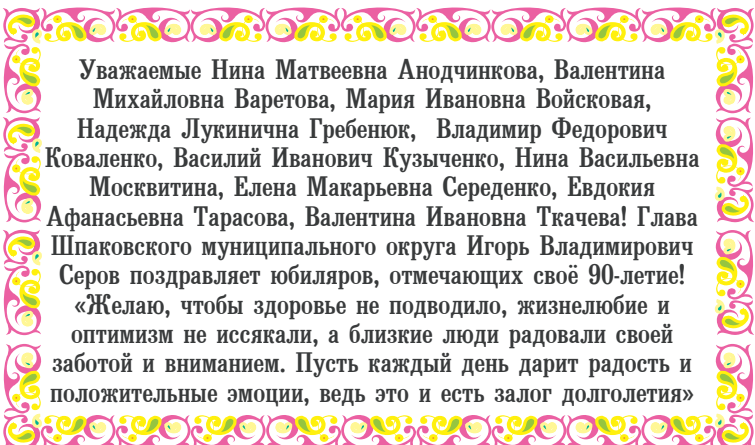 Уважаемые Нина Матвеевна Анодчинкова, Валентина
Михайловна Варетова, Мария Ивановна Войсковая,
Надежда Лукинична Гребенюк, Владимир Федорович
Коваленко, Василий Иванович Кузыченко, Нина Васильевна
Москвитина, Елена Макарьевна Середенко, Евдокия
Афанасьевна Тарасова, Валентина Ивановна Ткачева! Глава
Шпаковского муниципального округа Игорь Владимирович
Серов поздравляет юбиляров, отмечающих своё 90-летие!
«Желаю, чтобы здоровье не подводило, жизнелюбие и
оптимизм не иссякали, а близкие люди радовали своей
заботой и вниманием. Пусть каждый день дарит радость и
положительные эмоции, ведь это и есть залог долголетия»